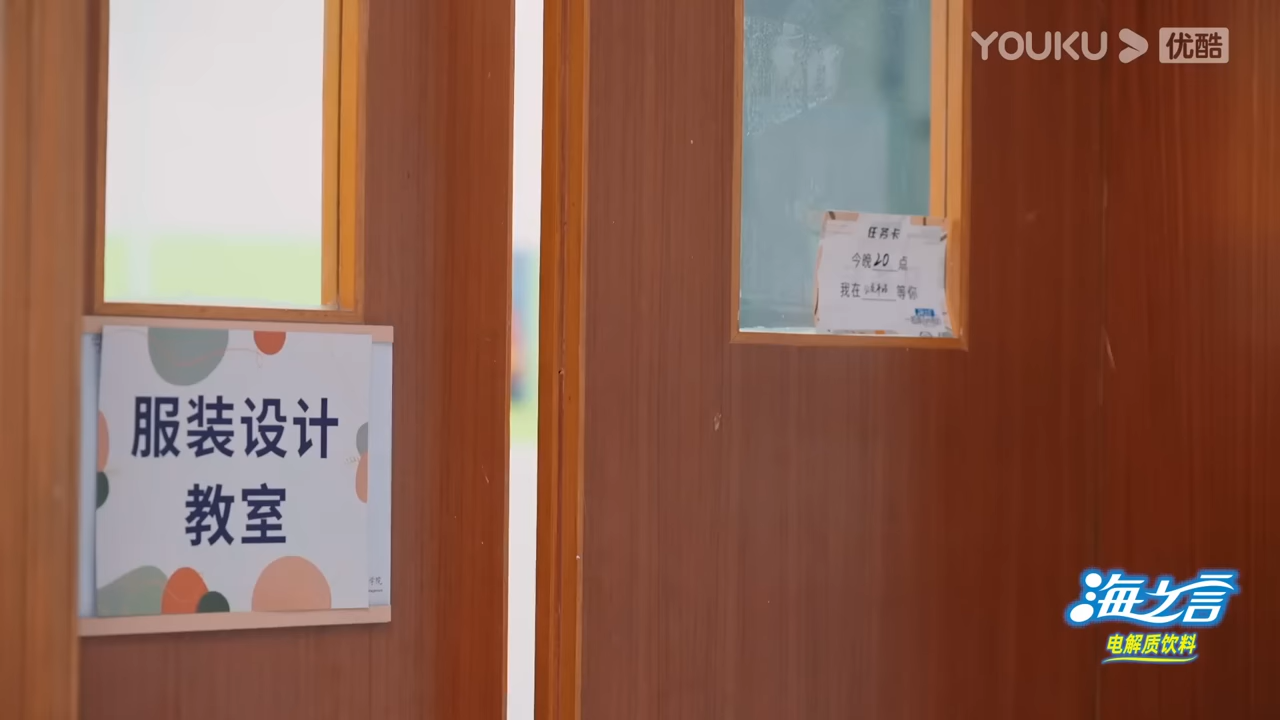 YOUKU 优酷
任务卡
今晚20点
我在 等你
服装设计
教室
海之言
电解质饮料